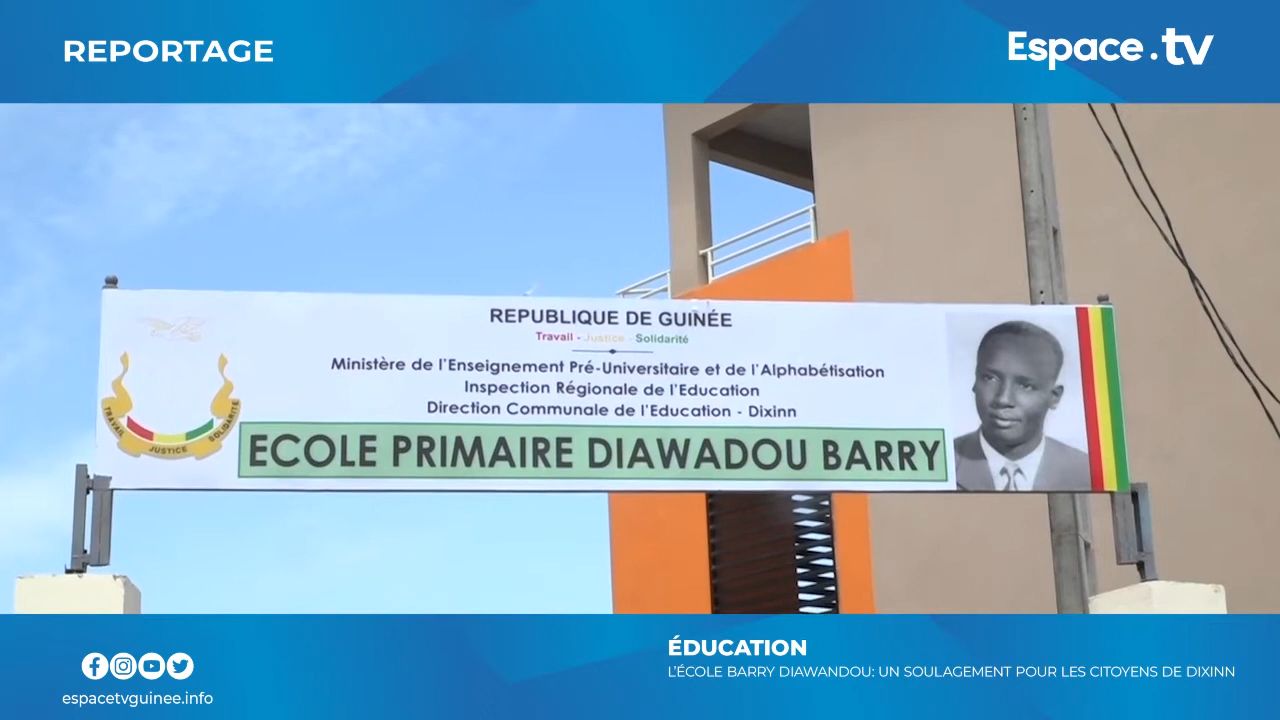 REPORTAGE
Espace.tv
REPUBLIQUE DE GUINÉE
Travail - Justice - Solidarité
Ministère de l'Enseignement Pré-Universitaire et de l'Alphabétisation
Inspection Régionale de l'Education
Direction Communale de l'Education - Dixinn
ECOLE PRIMAIRE DIAWADOU BARRY
TRAVAIL JUSTICE SOLIDARITÉ
ÉDUCATION
L'ÉCOLE BARRY DIAWANDOU: UN SOULAGEMENT POUR LES CITOYENS DE DIXINN
espacetvguinee.info